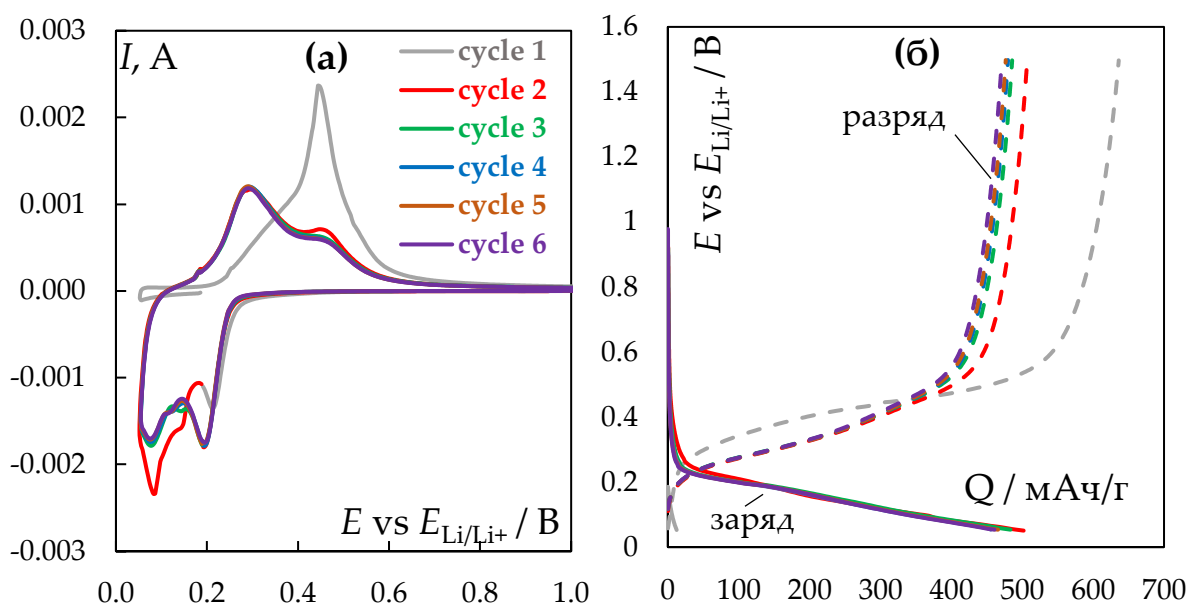 I, A
(а)
cycle 1
cycle 2
cycle 3
cycle 4
cycle 5
cycle 6
0.003
0.002
0.001
0.000
-0.001
-0.002
-0.003
E vs E Li/Li+ / В
0.0 0.2 0.4 0.6 0.8 1.0
(б)
E vs E Li/Li+ / В
разряд
заряд
Q / мАч/г
1.6
1.4
1.2
1
0.8
0.6
0.4
0.2
0
0 100 200 300 400 500 600 700